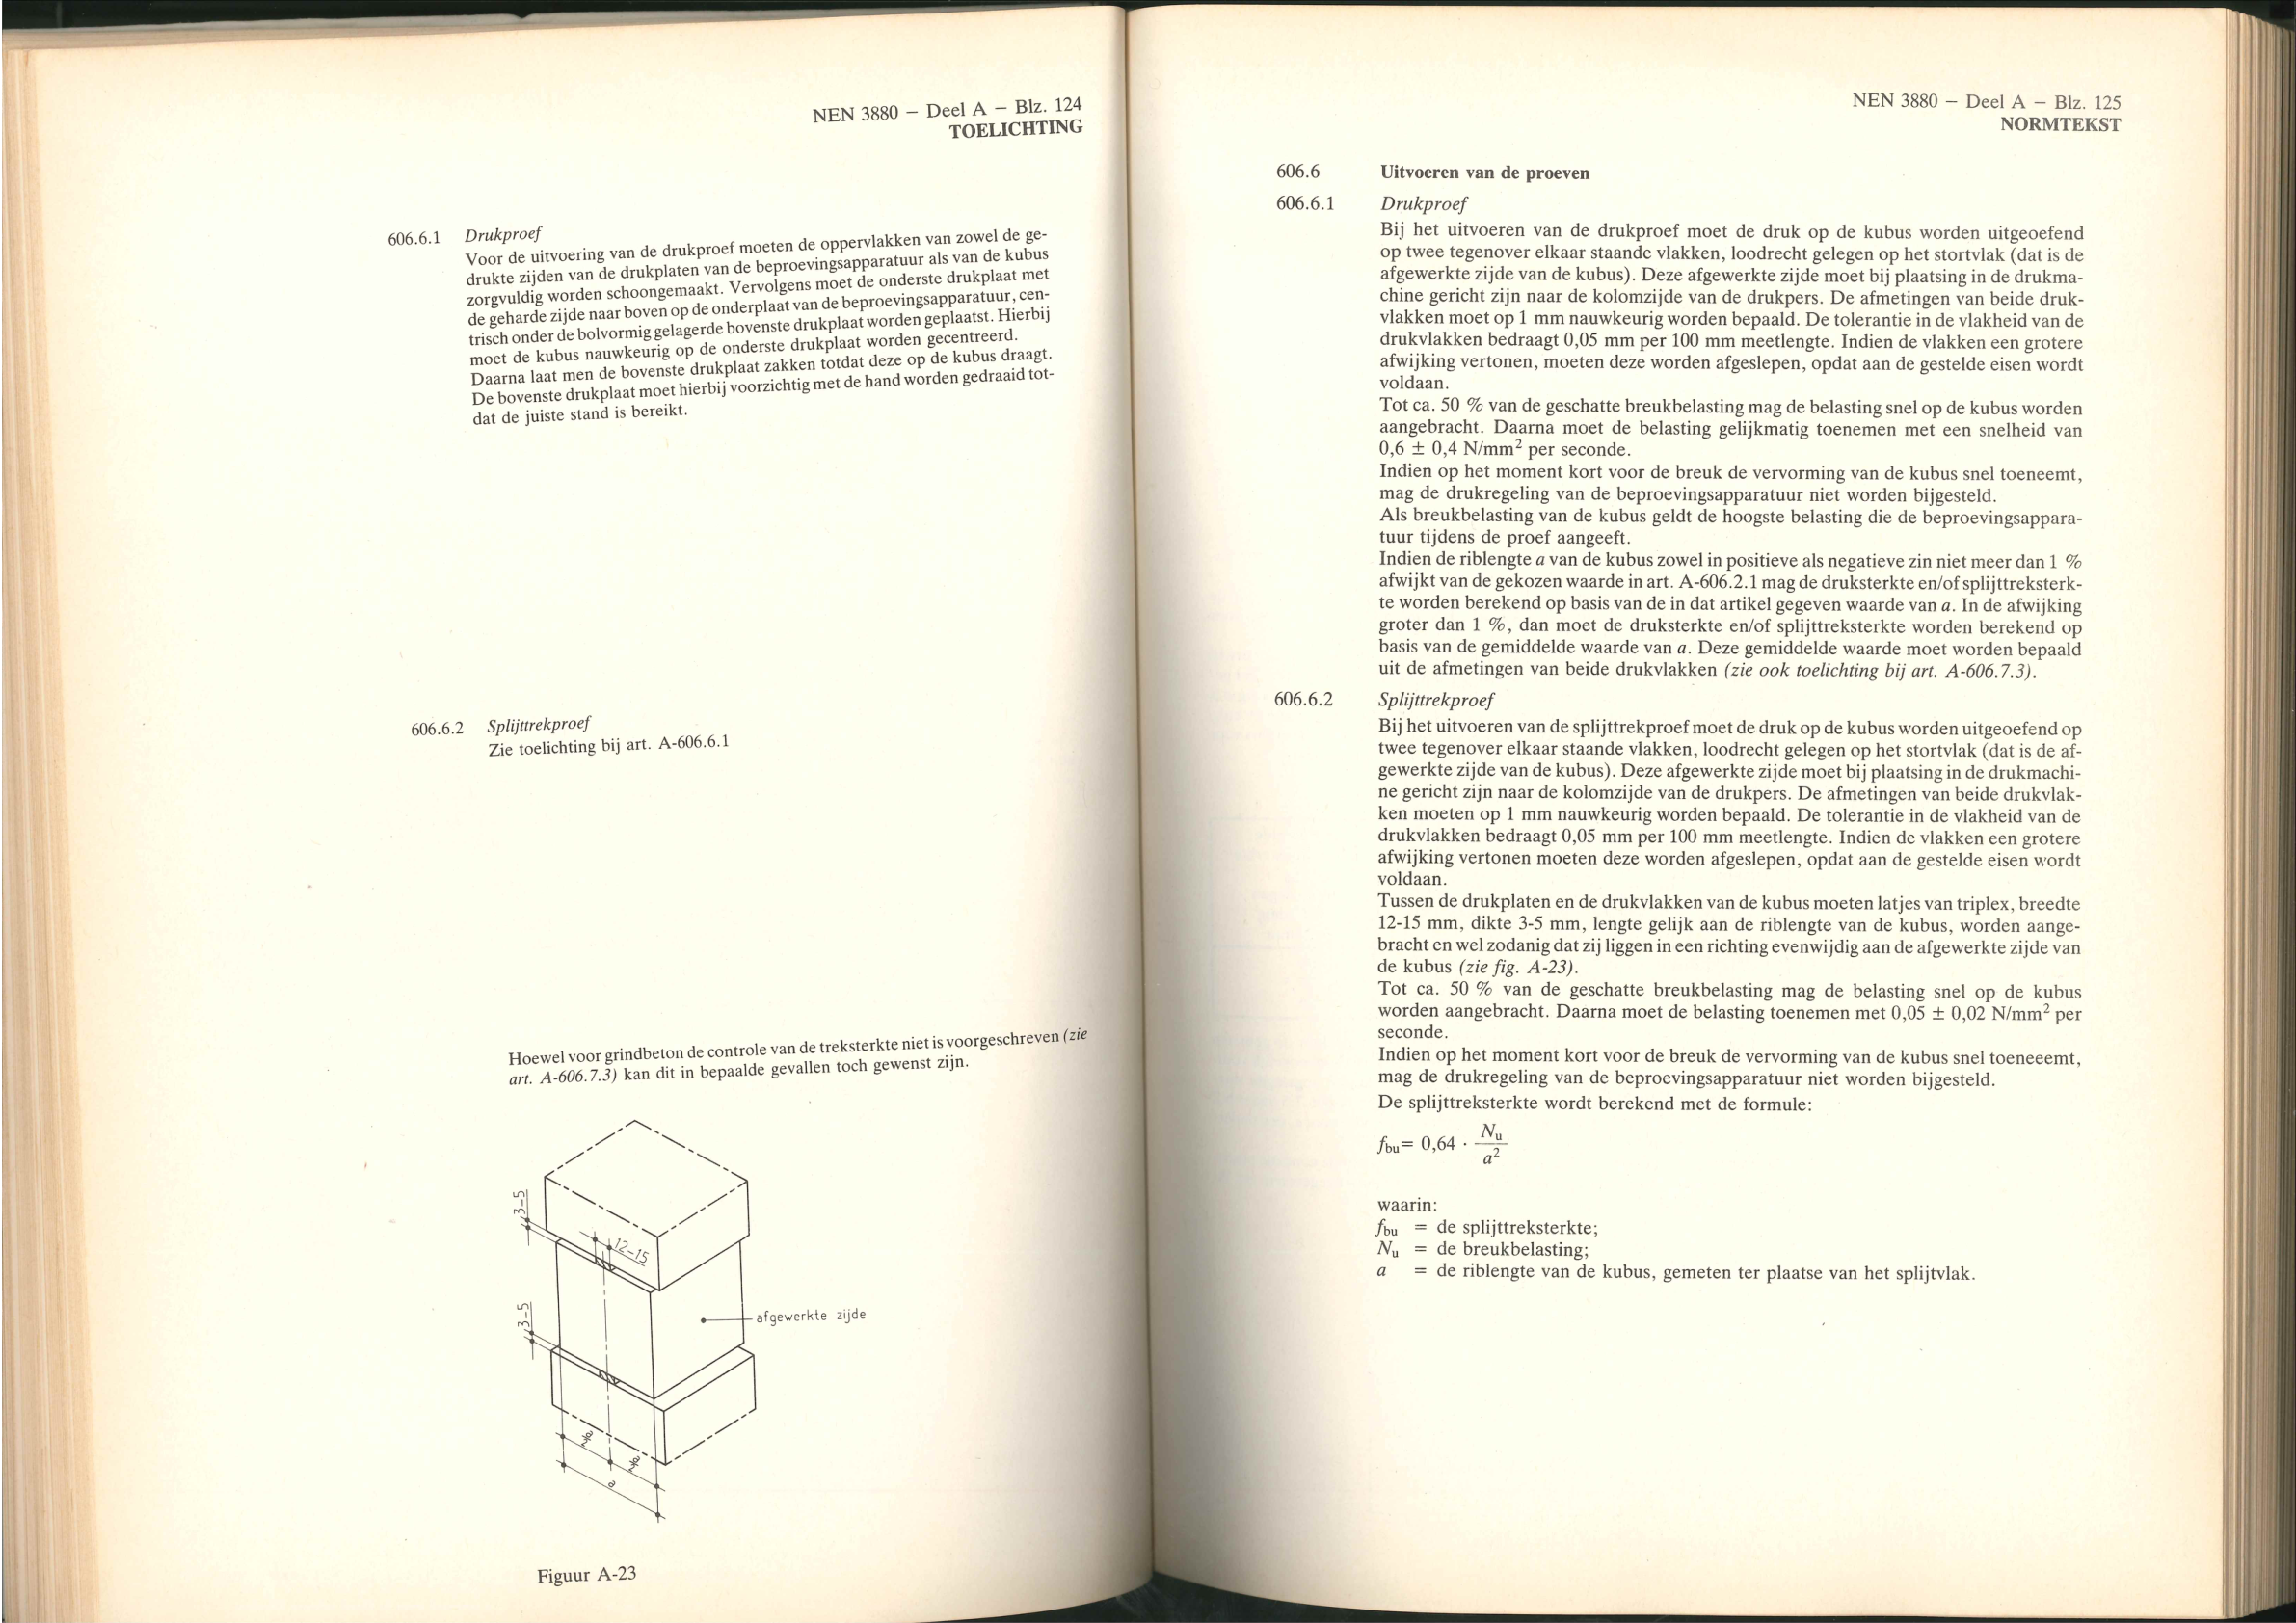 NEN 3880 – Deel A – Blz. 124
TOELICHTING
606.6.1 Drukproef
Voor de uitvoering van de drukproef moeten de oppervlakken van zowel de ge-
drukte zijden van de drukplaten van de beproevingsapparatuur als van de kubus
zorgvuldig worden schoongemaakt. Vervolgens moet de onderste drukplaat met
de geharde zijde naar boven op de onderplaat van de beproevingsapparatuur, cen-
trisch onder de bolvormig gelagerde bovenste drukplaat worden geplaatst. Hierbij
moet de kubus nauwkeurig op de onderste drukplaat worden gecentreerd.
Daarna laat men de bovenste drukplaat zakken totdat deze op de kubus draagt.
De bovenste drukplaat moet hierbij voorzichtig met de hand worden gedraaid tot-
dat de juiste stand is bereikt.
606.6.2 Splijttrekproef
Zie toelichting bij art. A-606.6.1
Hoewel voor grindbeton de controle van de treksterkte niet is voorgeschreven (zie
art. A-606.7.3) kan dit in bepaalde gevallen toch gewenst zijn.
3–5
12–15
3–5
afgewerkte zijde
a/2
a/2
a
Figuur A-23
NEN 3880 – Deel A – Blz. 125
NORMTEKST
606.6 Uitvoeren van de proeven
606.6.1 Drukproef
Bij het uitvoeren van de drukproef moet de druk op de kubus worden uitgeoefend
op twee tegenover elkaar staande vlakken, loodrecht gelegen op het stortvlak (dat is de
afgewerkte zijde van de kubus). Deze afgewerkte zijde moet bij plaatsing in de drukma-
chine gericht zijn naar de kolomzijde van de drukpers. De afmetingen van beide druk-
vlakken moet op 1 mm nauwkeurig worden bepaald. De tolerantie in de vlakheid van de
drukvlakken bedraagt 0,05 mm per 100 mm meetlengte. Indien de vlakken een grotere
afwijking vertonen, moeten deze worden afgeslepen, opdat aan de gestelde eisen wordt
voldaan.
Tot ca. 50 % van de geschatte breukbelasting mag de belasting snel op de kubus worden
aangebracht. Daarna moet de belasting gelijkmatig toenemen met een snelheid van
0,6 ± 0,4 N/mm² per seconde.
Indien op het moment kort voor de breuk de vervorming van de kubus snel toeneemt,
mag de drukregeling van de beproevingsapparatuur niet worden bijgesteld.
Als breukbelasting van de kubus geldt de hoogste belasting die de beproevingsappara-
tuur tijdens de proef aangeeft.
Indien de riblengte a van de kubus zowel in positieve als negatieve zin niet meer dan 1 %
afwijkt van de gekozen waarde in art. A-606.2.1 mag de druksterkte en/of splijttreksterk-
te worden berekend op basis van de in dat artikel gegeven waarde van a. In de afwijking
groter dan 1 %, dan moet de druksterkte en/of splijttreksterkte worden berekend op
basis van de gemiddelde waarde van a. Deze gemiddelde waarde moet worden bepaald
uit de afmetingen van beide drukvlakken (zie ook toelichting bij art. A-606.7.3).
606.6.2 Splijttrekproef
Bij het uitvoeren van de splijttrekproef moet de druk op de kubus worden uitgeoefend op
twee tegenover elkaar staande vlakken, loodrecht gelegen op het stortvlak (dat is de af-
gewerkte zijde van de kubus). Deze afgewerkte zijde moet bij plaatsing in de drukmachi-
ne gericht zijn naar de kolomzijde van de drukpers. De afmetingen van beide drukvlak-
ken moeten op 1 mm nauwkeurig worden bepaald. De tolerantie in de vlakheid van de
drukvlakken bedraagt 0,05 mm per 100 mm meetlengte. Indien de vlakken een grotere
afwijking vertonen moeten deze worden afgeslepen, opdat aan de gestelde eisen wordt
voldaan.
Tussen de drukplaten en de drukvlakken van de kubus moeten latjes van triplex, breedte
12-15 mm, dikte 3-5 mm, lengte gelijk aan de riblengte van de kubus, worden aange-
bracht en wel zodanig dat zij liggen in een richting evenwijdig aan de afgewerkte zijde van
de kubus (zie fig. A-23).
Tot ca. 50 % van de geschatte breukbelasting mag de belasting snel op de kubus
worden aangebracht. Daarna moet de belasting toenemen met 0,05 ± 0,02 N/mm² per
seconde.
Indien op het moment kort voor de breuk de vervorming van de kubus snel toeneeemt,
mag de drukregeling van de beproevingsapparatuur niet worden bijgesteld.
De splijttreksterkte wordt berekend met de formule:
fbu = 0,64 · Nu / a²
waarin:
fbu = de splijttreksterkte;
Nu = de breukbelasting;
a = de riblengte van de kubus, gemeten ter plaatse van het splijtvlak.